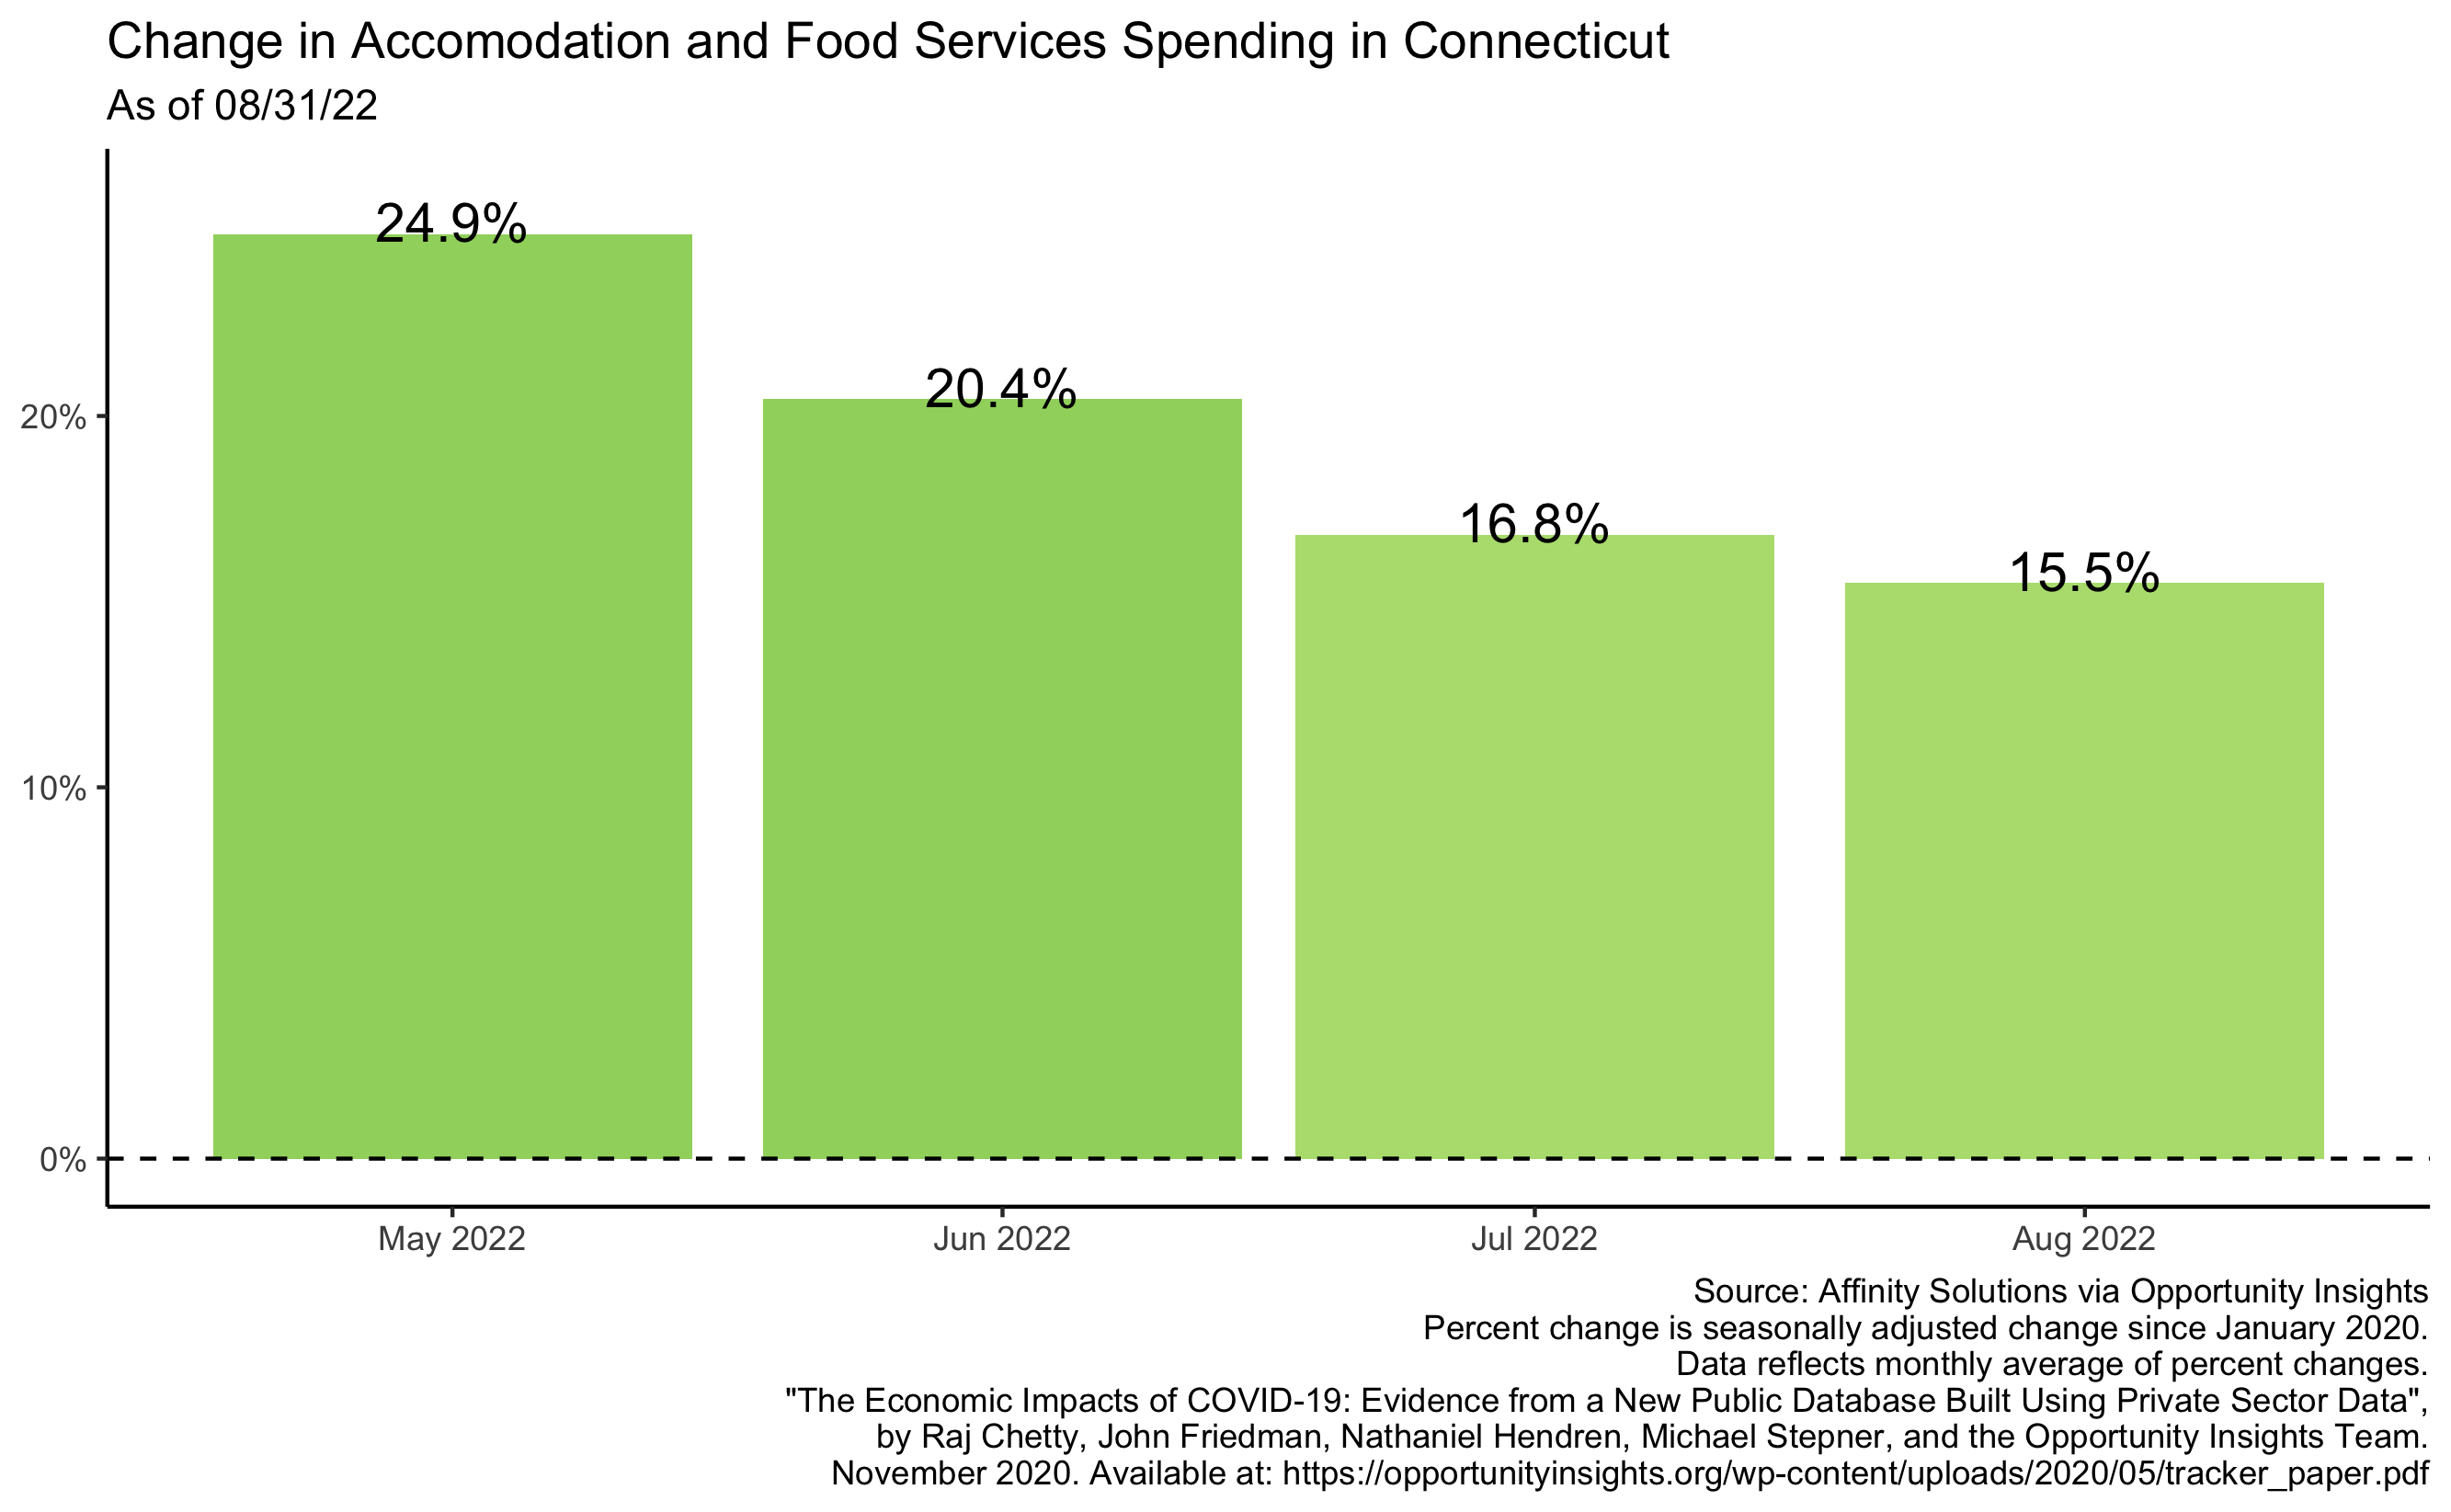 Change in Accomodation and Food Services Spending in Connecticut
As of 08/31/22
24.9%
20.4%
16.8%
15.5%
20%
10%
0%
May 2022
Jun 2022
Jul 2022
Aug 2022
Source: Affinity Solutions via Opportunity Insights
Percent change is seasonally adjusted change since January 2020.
Data reflects monthly average of percent changes.
"The Economic Impacts of COVID-19: Evidence from a New Public Database Built Using Private Sector Data",
by Raj Chetty, John Friedman, Nathaniel Hendren, Michael Stepner, and the Opportunity Insights Team.
November 2020. Available at: https://opportunityinsights.org/wp-content/uploads/2020/05/tracker_paper.pdf